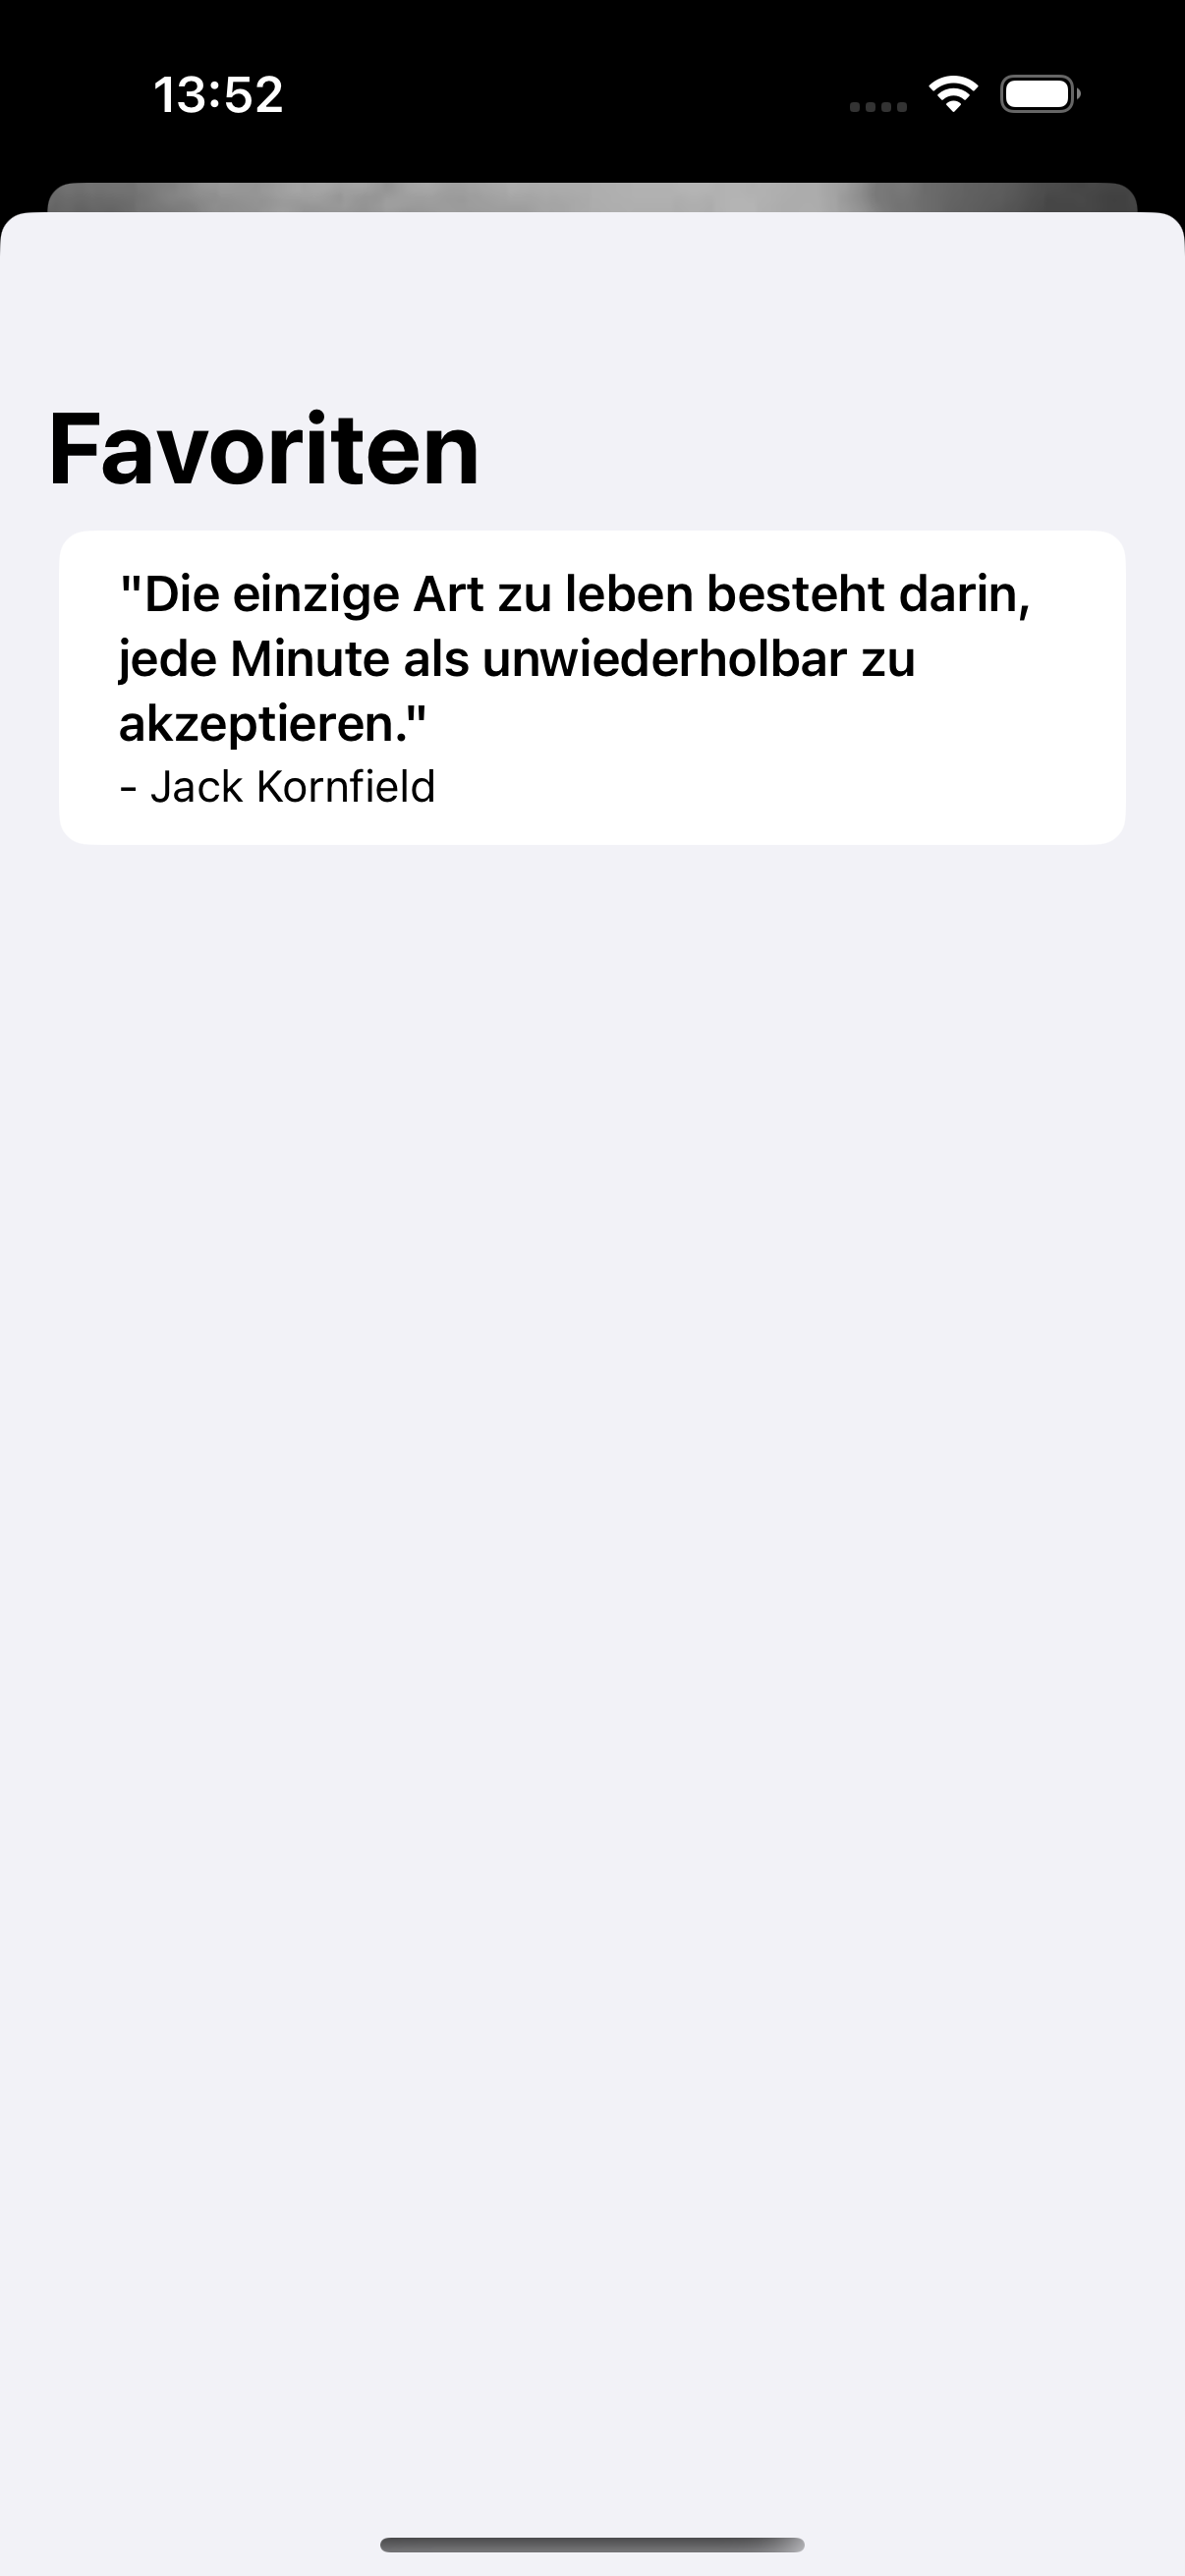 13:52
Favoriten
"Die einzige Art zu leben besteht darin,
jede Minute als unwiederholbar zu
akzeptieren."
- Jack Kornfield